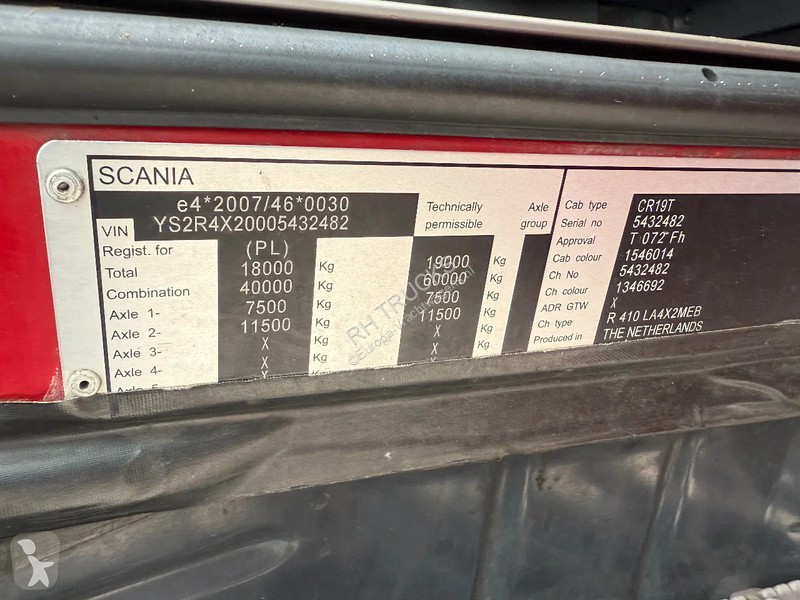 SCANIA
e4*2007/46*0030
VIN YS2R4X20005432482
Technically permissible Axle group
Regist. for (PL)
Total 18000 Kg 19000 Kg
Combination 40000 Kg 60000 Kg
Axle 1- 7500 Kg 7500 Kg
Axle 2- 11500 Kg 11500 Kg
Axle 3- X Kg X Kg
Axle 4- X Kg X Kg
Cab type CR19T
Serial no 5432482
Approval T 072*Fh
Cab colour 1546014
Ch No 5432482
Ch colour 1346692
ADR GTW X
Ch type R 410 LA4X2MEB
Produced in THE NETHERLANDS
RH TRUCKS